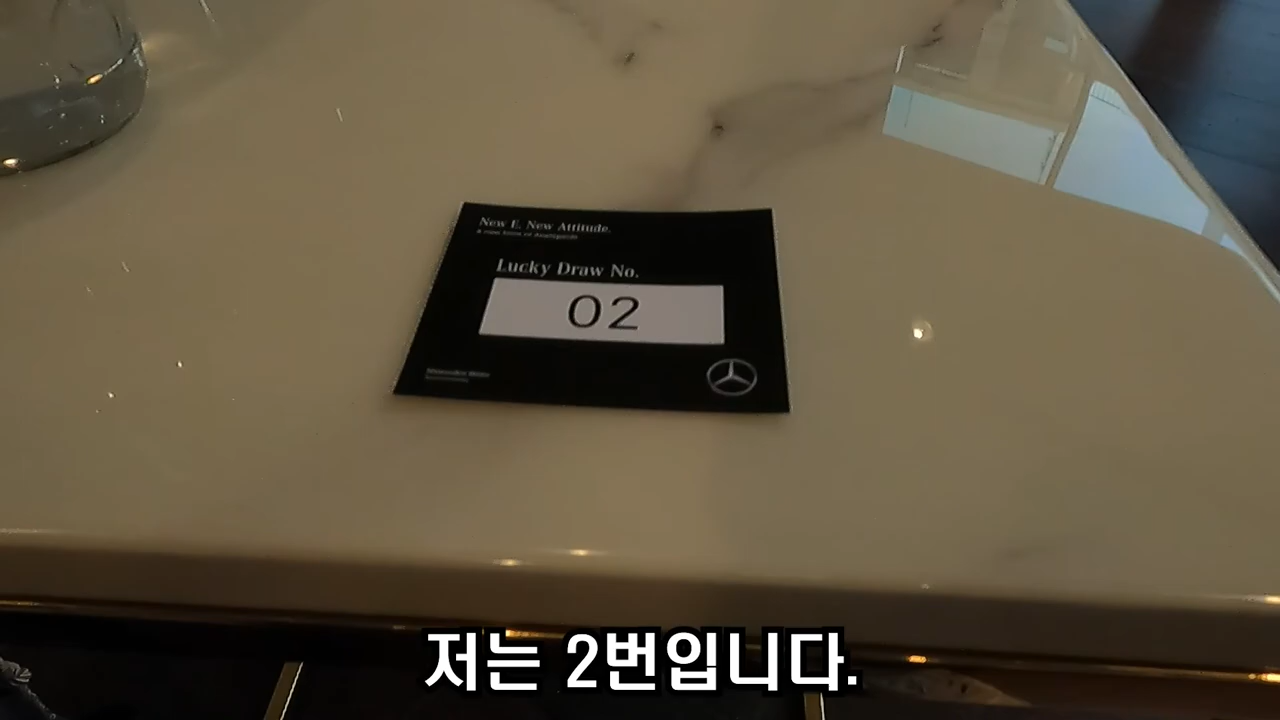 New E. New Attitude.
Lucky Draw No.
02
저는 2번입니다.